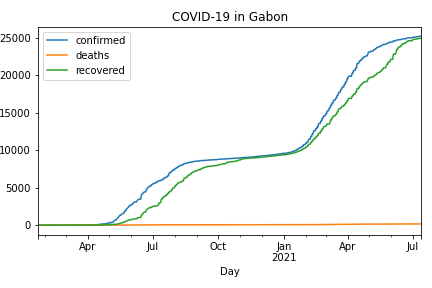 COVID-19 in Gabon
confirmed
deaths
recovered
25000
20000
15000
10000
5000
0
Apr Jul Oct Jan Apr Jul
2021
Day